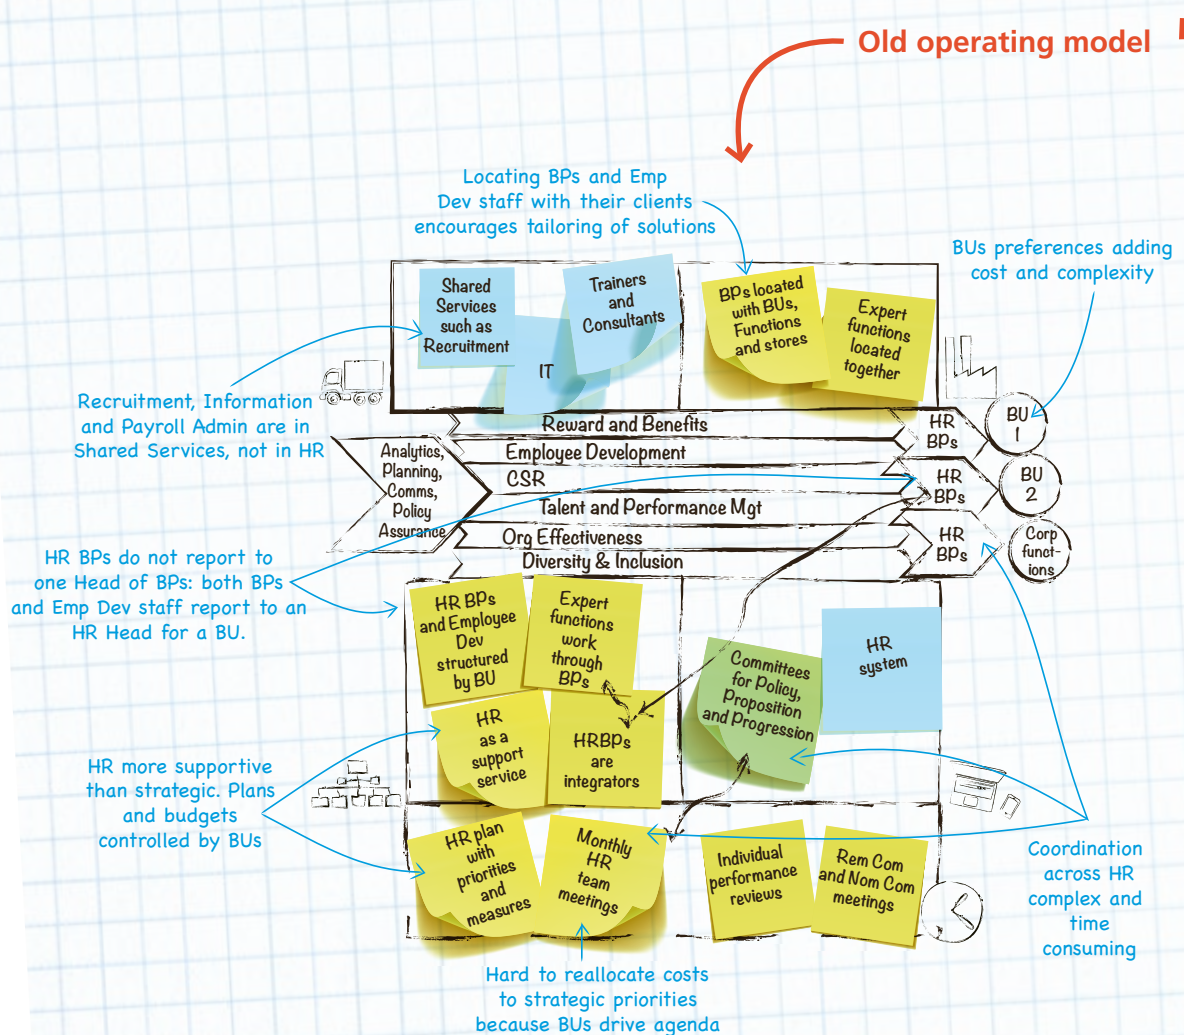 Old operating model
Locating BPs and Emp
Dev staff with their clients
encourages tailoring of solutions
BUs preferences adding
cost and complexity
Shared
Services
such as
Recruitment
IT
Trainers
and
Consultants
BPs located
with BUs,
Functions
and stores
Expert
functions
located
together
Recruitment, Information
and Payroll Admin are in
Shared Services, not in HR
Analytics,
Planning,
Comms,
Policy
Assurance
Reward and Benefits
Employee Development
CSR
Talent and Performance Mgt
Org Effectiveness
Diversity & Inclusion
HR
BPs
HR
BPs
HR
BPs
BU
1
BU
2
Corp
funct-
ions
HR BPs do not report to
one Head of BPs: both BPs
and Emp Dev staff report to an
HR Head for a BU.
HR BPs
and Employee
Dev
structured
by BU
Expert
functions
work
through
BPs
HR
as a
support
service
HRBPs
are
integrators
Committees
for Policy,
Proposition
and Progression
HR
system
HR more supportive
than strategic. Plans
and budgets
controlled by BUs
HR plan
with
priorities
and
measures
Monthly
HR
team
meetings
Individual
performance
reviews
Rem Com
and Nom Com
meetings
Coordination
across HR
complex and
time
consuming
Hard to reallocate costs
to strategic priorities
because BUs drive agenda